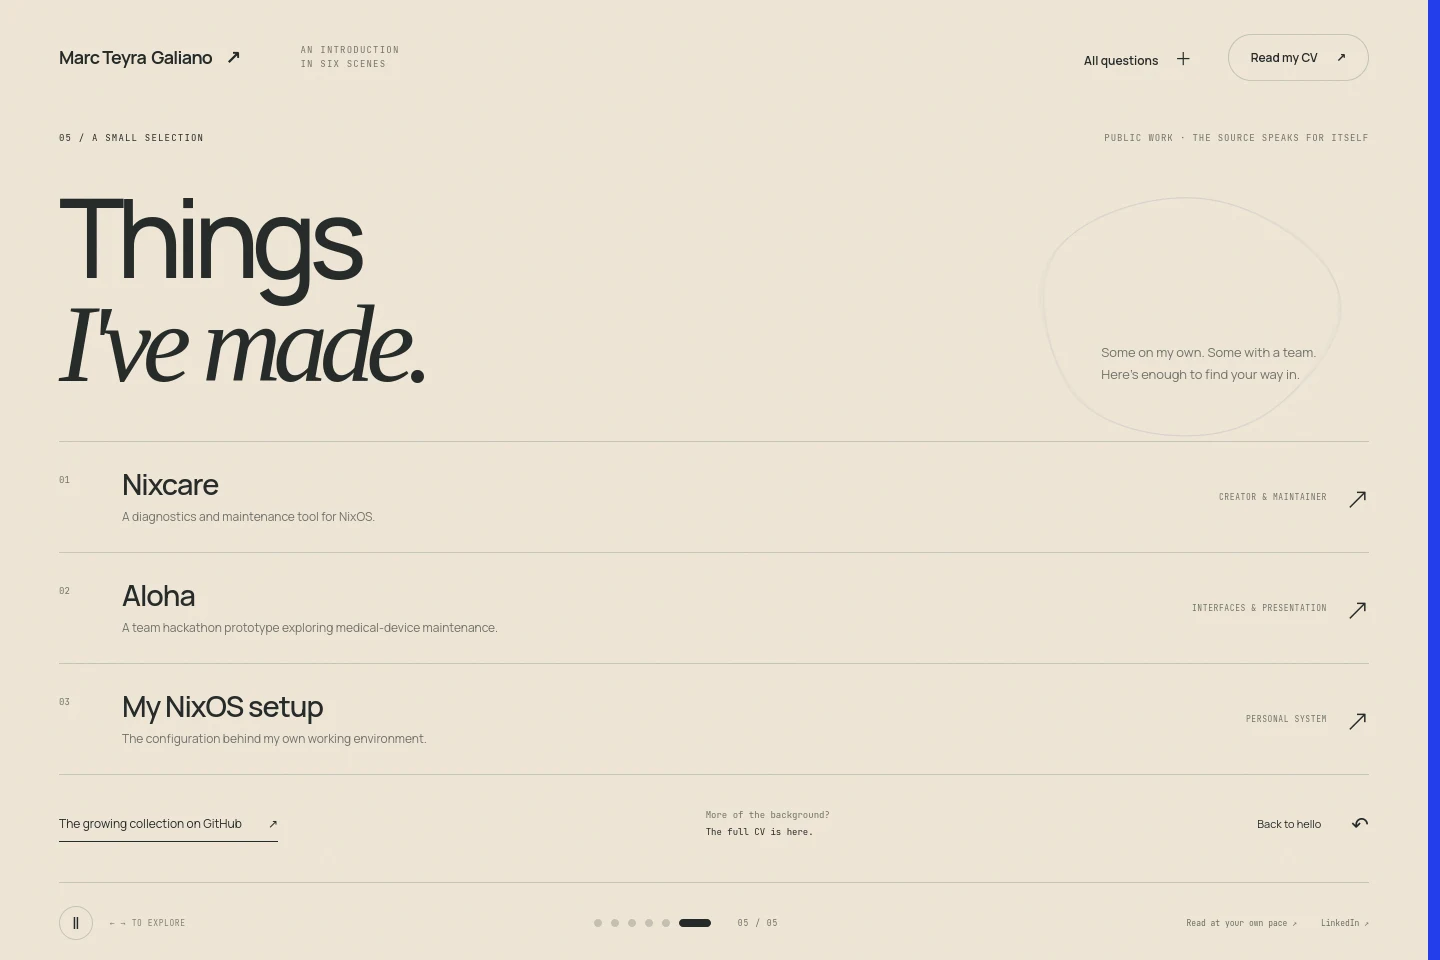 Marc Teyra Galiano ↗
AN INTRODUCTION
IN SIX SCENES
All questions +
Read my CV ↗
05 / A SMALL SELECTION
PUBLIC WORK · THE SOURCE SPEAKS FOR ITSELF
Things
I've made.
Some on my own. Some with a team.
Here's enough to find your way in.
01
Nixcare
A diagnostics and maintenance tool for NixOS.
CREATOR & MAINTAINER ↗
02
Aloha
A team hackathon prototype exploring medical-device maintenance.
INTERFACES & PRESENTATION ↗
03
My NixOS setup
The configuration behind my own working environment.
PERSONAL SYSTEM ↗
The growing collection on GitHub ↗
More of the background?
The full CV is here.
Back to hello ↶
← → TO EXPLORE
05 / 05
Read at your own pace ↗
LinkedIn ↗